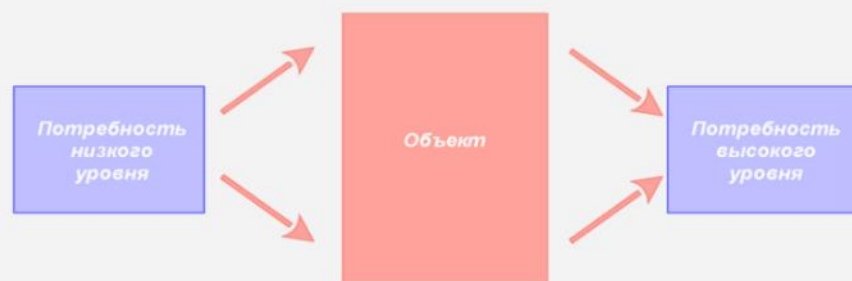 Потребность
низкого
уровня
Объект
Потребность
высокого
уровня